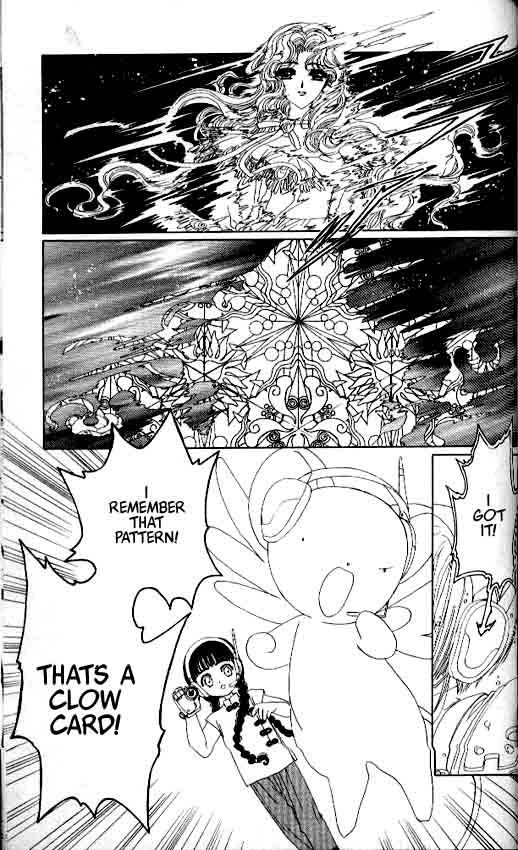 I
GOT
IT!
I
REMEMBER
THAT
PATTERN!
THATS A
CLOW
CARD!